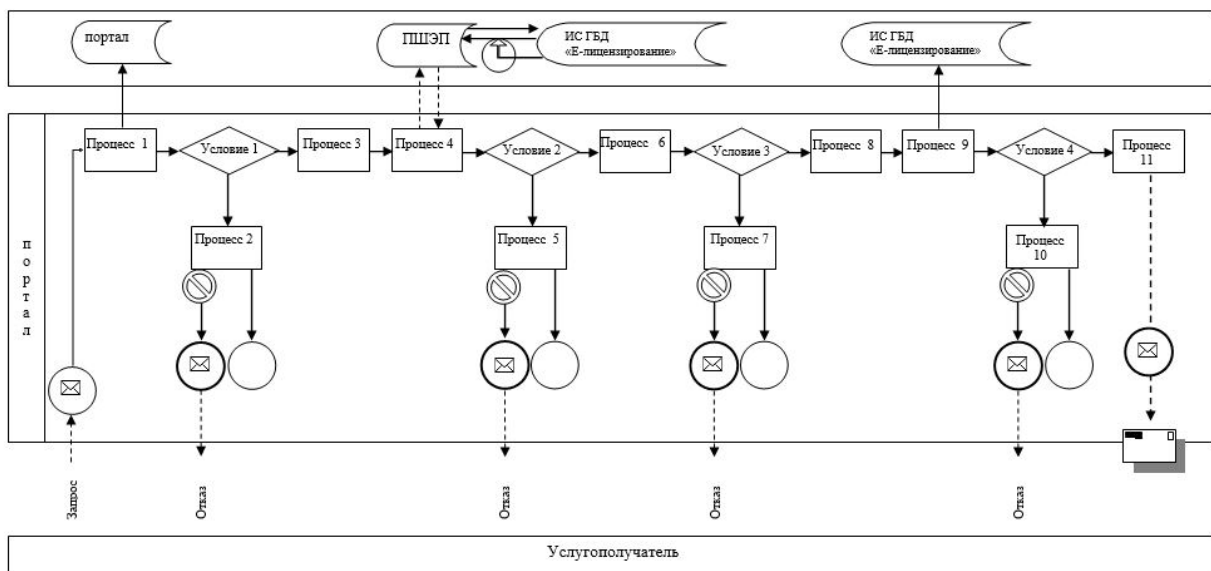 портал
ПШЭП
ИС ГБД
«Е-лицензирование»
ИС ГБД
«Е-лицензирование»
Процесс 1
Условие 1
Процесс 3
Процесс 4
Условие 2
Процесс 6
Условие 3
Процесс 8
Процесс 9
Условие 4
Процесс
11
Процесс 2
Процесс 5
Процесс 7
Процесс
10
портал
Запрос
Отказ
Отказ
Отказ
Отказ
Услугополучатель